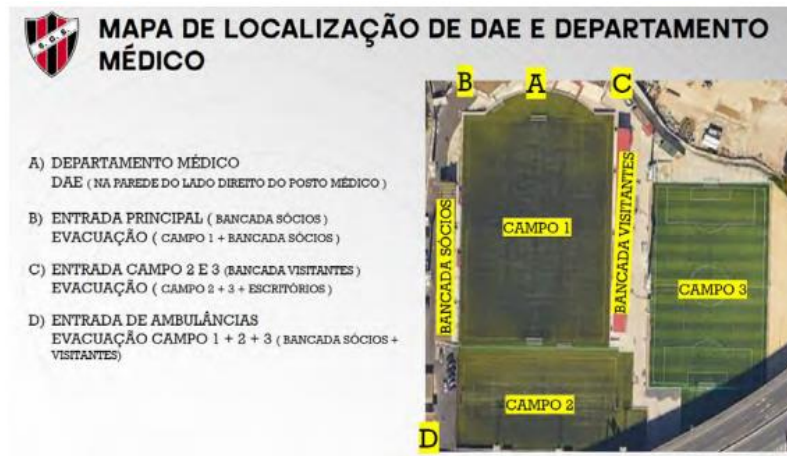 S. G. S.
MAPA DE LOCALIZAÇÃO DE DAE E DEPARTAMENTO
MÉDICO
A) DEPARTAMENTO MÉDICO
DAE ( NA PAREDE DO LADO DIREITO DO POSTO MÉDICO )
B) ENTRADA PRINCIPAL ( BANCADA SÓCIOS )
EVACUAÇÃO ( CAMPO 1 + BANCADA SÓCIOS )
C) ENTRADA CAMPO 2 E 3 (BANCADA VISITANTES )
EVACUAÇÃO ( CAMPO 2 + 3 + ESCRITÓRIOS )
D) ENTRADA DE AMBULÂNCIAS
EVACUAÇÃO CAMPO 1 + 2 + 3 ( BANCADA SÓCIOS +
VISITANTES)
B
A
C
BANCADA SÓCIOS
CAMPO 1
BANCADA VISITANTES
CAMPO 3
CAMPO 2
D